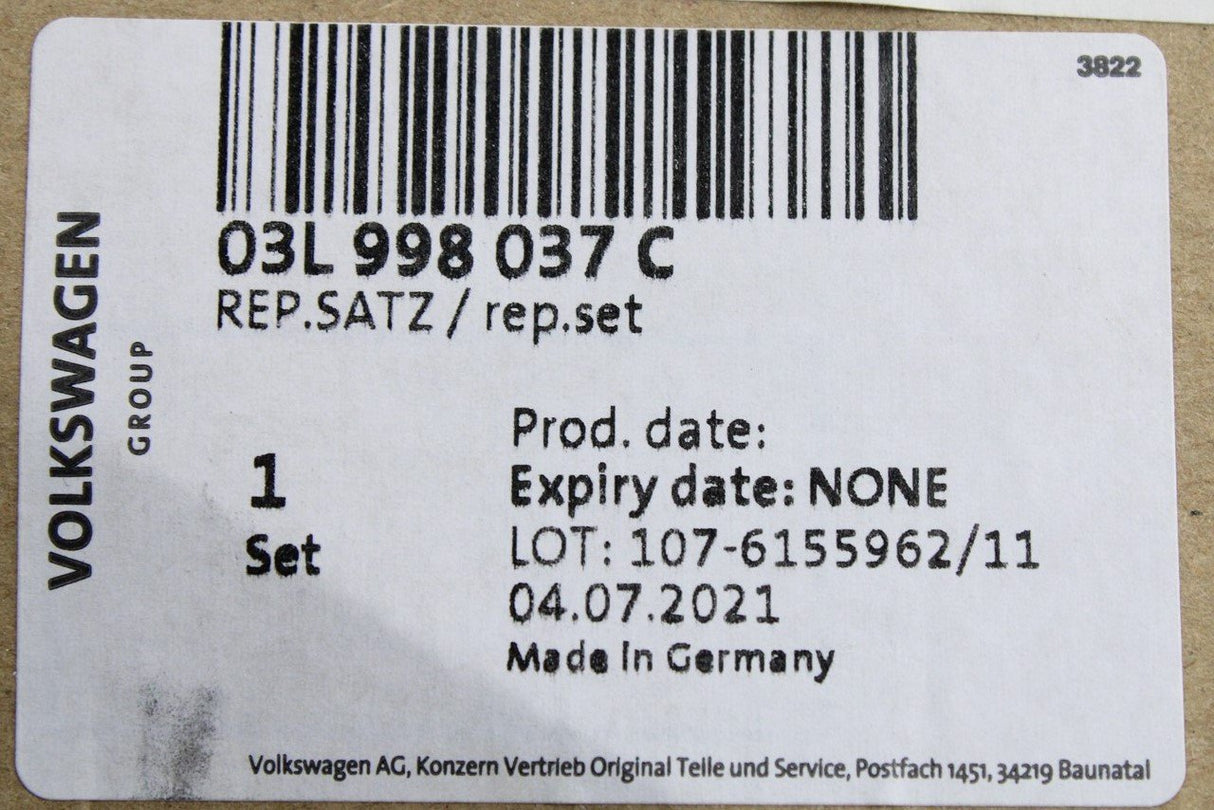 3822
03L 998 037 C
REP.SATZ / rep.set
VOLKSWAGEN
GROUP
1
Set
Prod. date:
Expiry date: NONE
LOT: 107-6155962/11
04.07.2021
Made in Germany
Volkswagen AG, Konzern Vertrieb Original Teile und Service, Postfach 1451, 34219 Baunatal